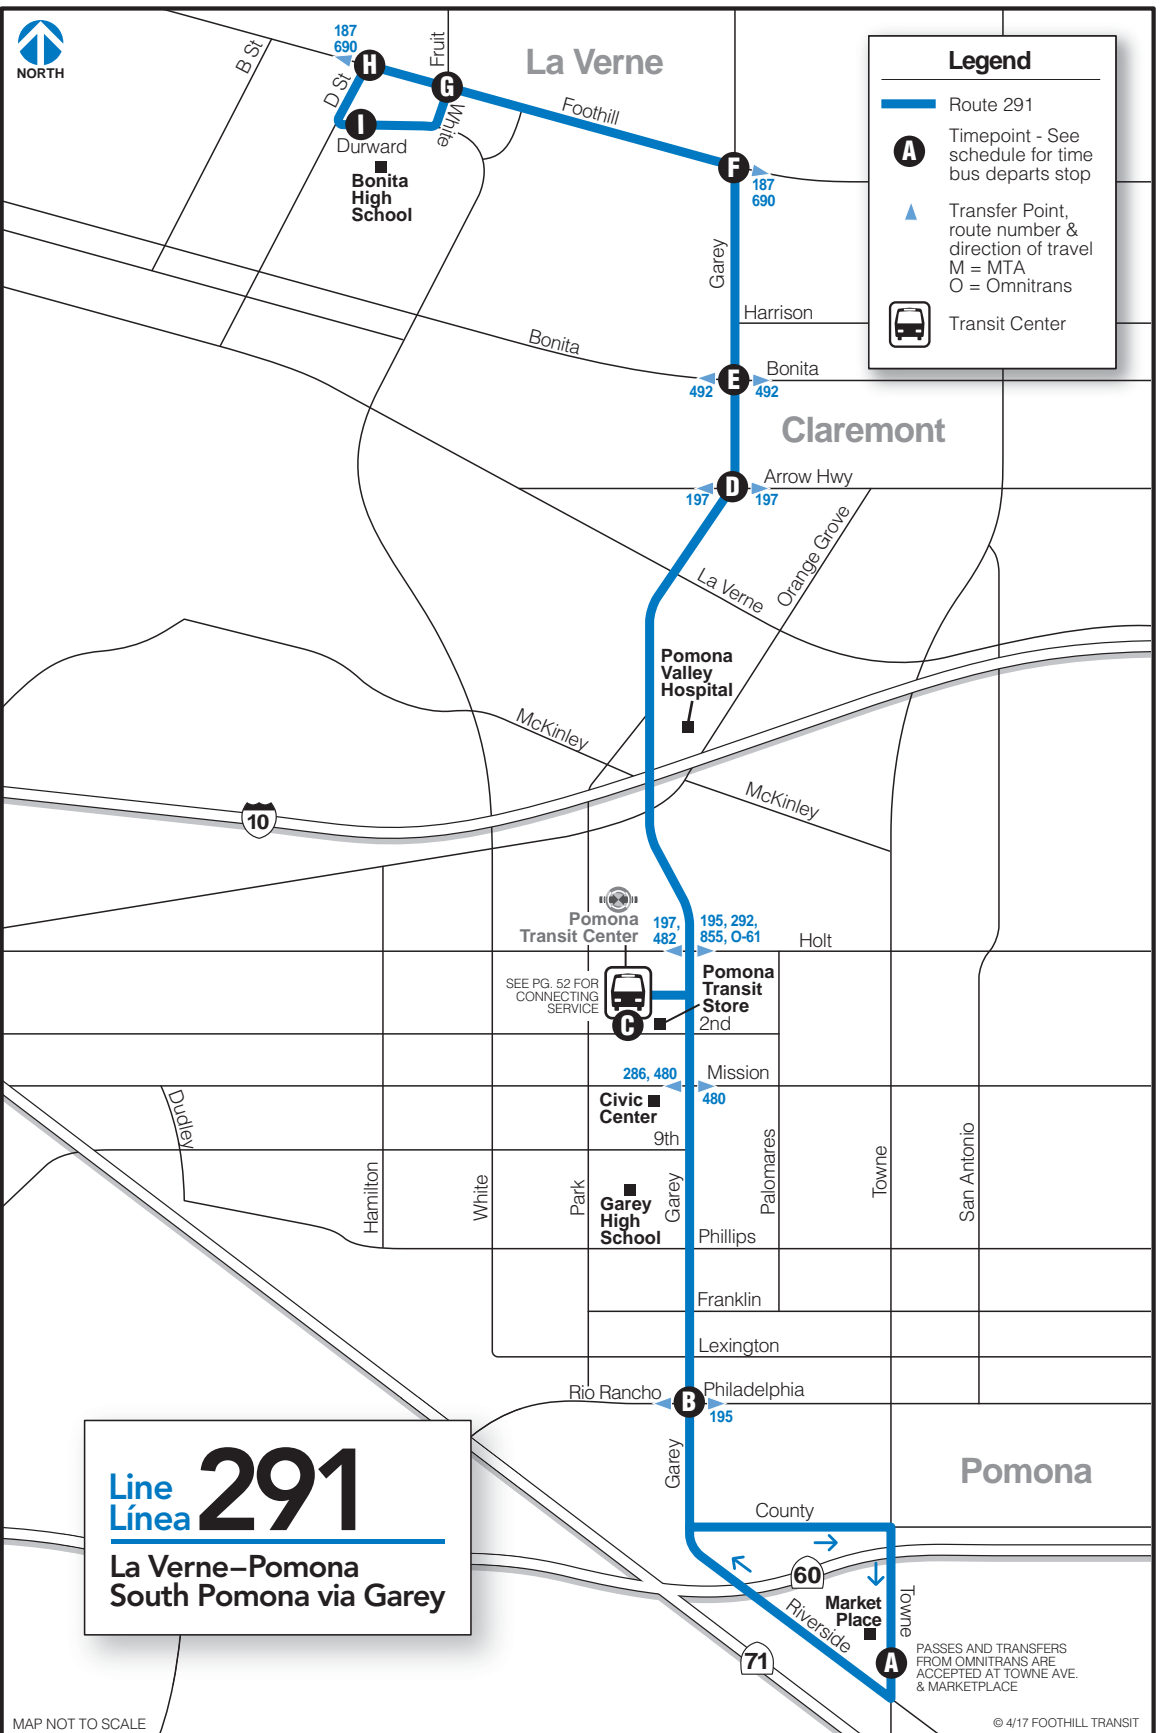 NORTH
B St
187
690
H
Fruit
G
La Verne
D St
I
White
Foothill
Durward
Bonita
High
School
F
187
690
Legend
Route 291
A
Timepoint - See
schedule for time
bus departs stop
Transfer Point,
route number &
direction of travel
M = MTA
O = Omnitrans
Transit Center
Garey
Harrison
Bonita
E
Bonita
492
492
Claremont
D
Arrow Hwy
197
197
Orange Grove
La Verne
Pomona
Valley
Hospital
McKinley
McKinley
10
Pomona
Transit Center
197,
482
195, 292,
855, O-61
Holt
SEE PG. 52 FOR
CONNECTING
SERVICE
C
Pomona
Transit
Store
2nd
286, 480
Mission
480
Civic
Center
9th
Dudley
Hamilton
White
Park
Garey
Palomares
Towne
San Antonio
Garey
High
School
Phillips
Franklin
Lexington
Rio Rancho
B
Philadelphia
195
Garey
Pomona
County
Line
Línea
291
La Verne–Pomona
South Pomona via Garey
60
Market
Place
Towne
Riverside
71
A
PASSES AND TRANSFERS
FROM OMNITRANS ARE
ACCEPTED AT TOWNE AVE.
& MARKETPLACE
MAP NOT TO SCALE
© 4/17 FOOTHILL TRANSIT